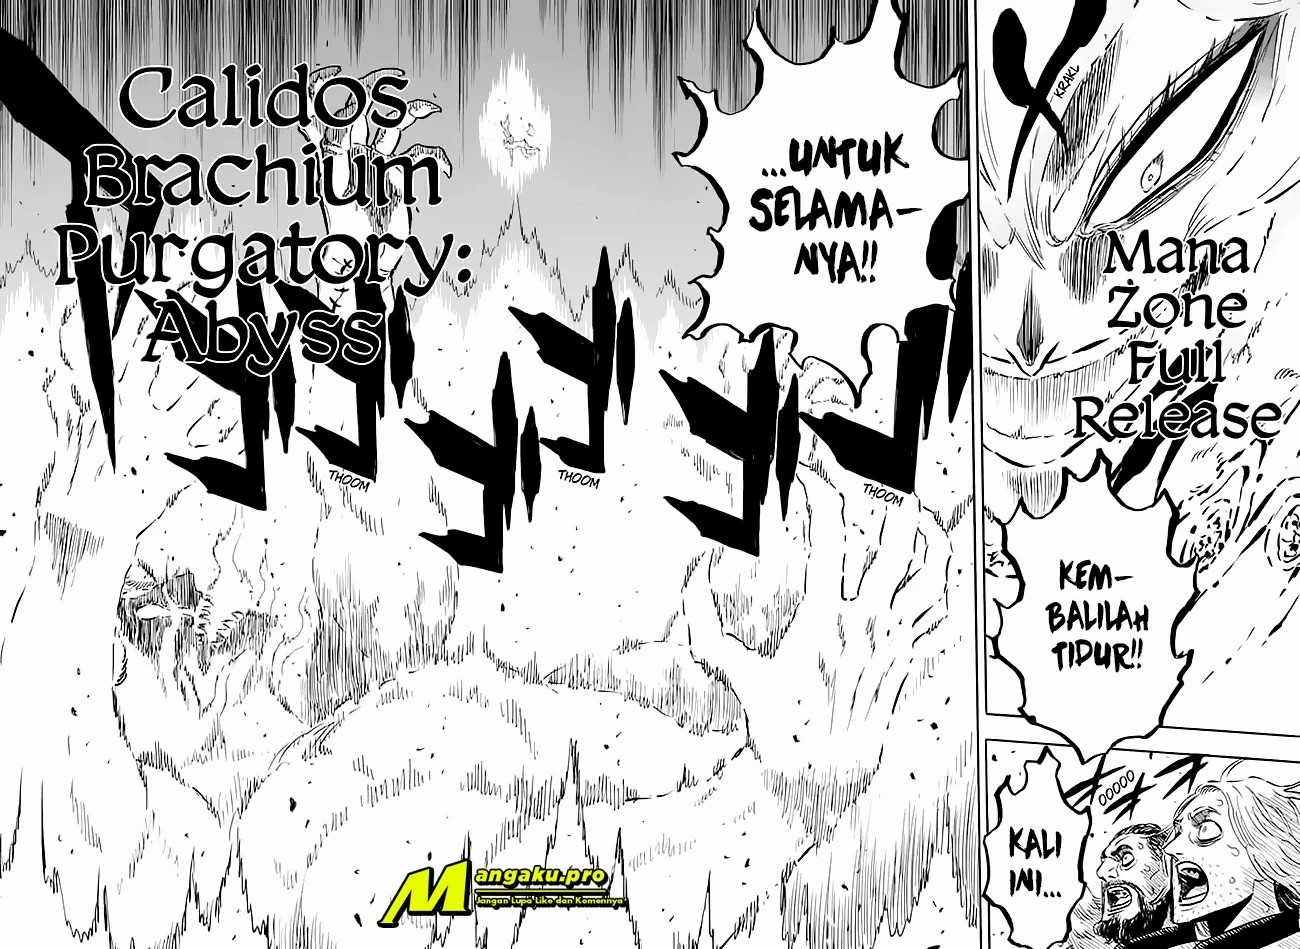 KRAKL
Mana
Zone
Full
Release
KEM-
BALILAH
TIDUR!!
OOOOO
KALI
INI...
...UNTUK
SELAMA-
NYA!!
Calidos
Brachium
Purgatory:
Abyss
THOOM
THOOM
THOOM
Mangaku.pro
Jangan Lupa Like dan Komennya